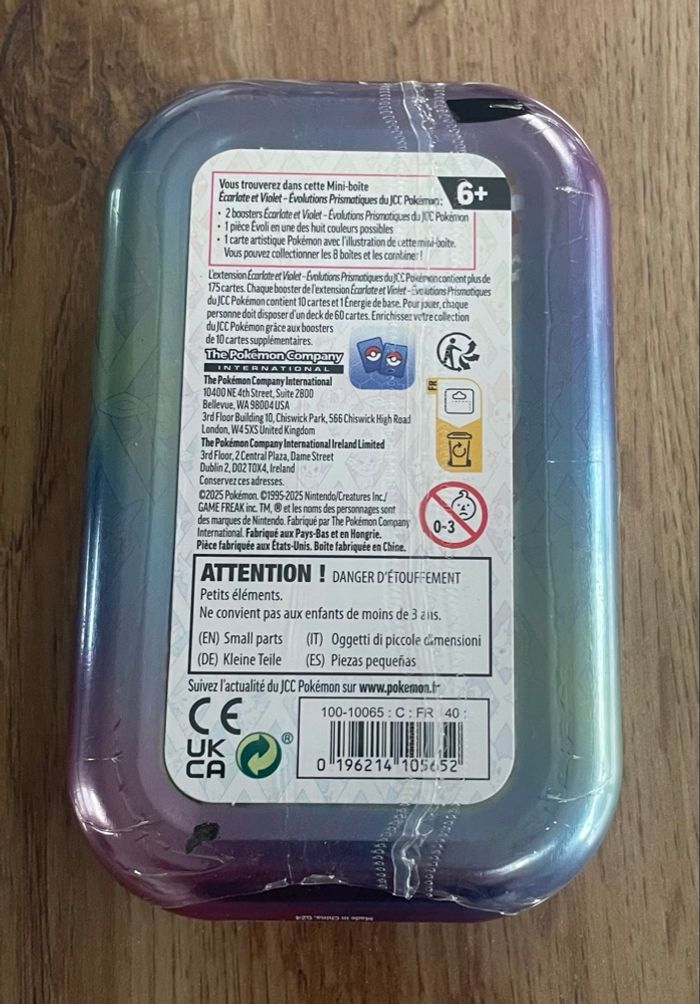 Vous trouverez dans cette Mini-boîte
Écarlate et Violet - Évolutions Prismatiques du JCC Pokémon :
6+
• 2 boosters Écarlate et Violet - Évolutions Prismatiques du JCC Pokémon
• 1 pièce Évoli en une des huit couleurs possibles
• 1 carte artistique Pokémon avec l'illustration de cette mini-boîte.
Vous pouvez collectionner les 8 boîtes et les combiner !
L'extension Écarlate et Violet - Évolutions Prismatiques du JCC Pokémon contient plus de
175 cartes. Chaque booster de l'extension Écarlate et Violet - Évolutions Prismatiques
du JCC Pokémon contient 10 cartes et 1 Énergie de base. Pour jouer, chaque
personne doit disposer d'un deck de 60 cartes. Enrichissez votre collection
du JCC Pokémon grâce aux boosters
de 10 cartes supplémentaires.
The Pokémon Company
INTERNATIONAL
The Pokémon Company International
10400 NE 4th Street, Suite 2800
Bellevue, WA 98004 USA
3rd Floor Building 10, Chiswick Park, 566 Chiswick High Road
London, W4 5XS United Kingdom
The Pokémon Company International Ireland Limited
3rd Floor, 2 Central Plaza, Dame Street
Dublin 2, D02 T0X4, Ireland
Conservez ces adresses.
©2025 Pokémon. ©1995-2025 Nintendo/Creatures Inc./
GAME FREAK inc. TM, ® et les noms des personnages sont
des marques de Nintendo. Fabriqué par The Pokémon Company
International. Fabriqué aux Pays-Bas et en Hongrie.
Pièce fabriquée aux États-Unis. Boîte fabriquée en Chine.
FR
0-3
ATTENTION ! DANGER D'ÉTOUFFEMENT
Petits éléments.
Ne convient pas aux enfants de moins de 3 ans.
(EN) Small parts (IT) Oggetti di piccole dimensioni
(DE) Kleine Teile (ES) Piezas pequeñas
Suivez l'actualité du JCC Pokémon sur www.pokemon.fr
CE
UK
CA
®
100-10065 : C : FR 40 :
0 196214 105652
Made in China. G24